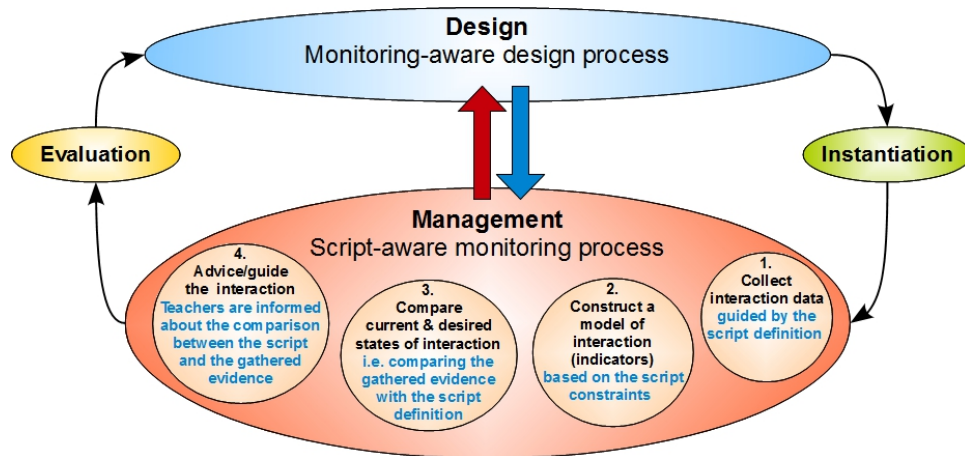 Design
Monitoring-aware design process
Evaluation
Instantiation
Management
Script-aware monitoring process
4.
Advice/guide
the interaction
Teachers are informed
about the comparison
between the script
and the gathered
evidence
3.
Compare
current & desired
states of interaction
i.e. comparing the
gathered evidence
with the script
definition
2.
Construct a
model of
interaction
(indicators)
based on the script
constraints
1.
Collect
interaction data
guided by the
script definition